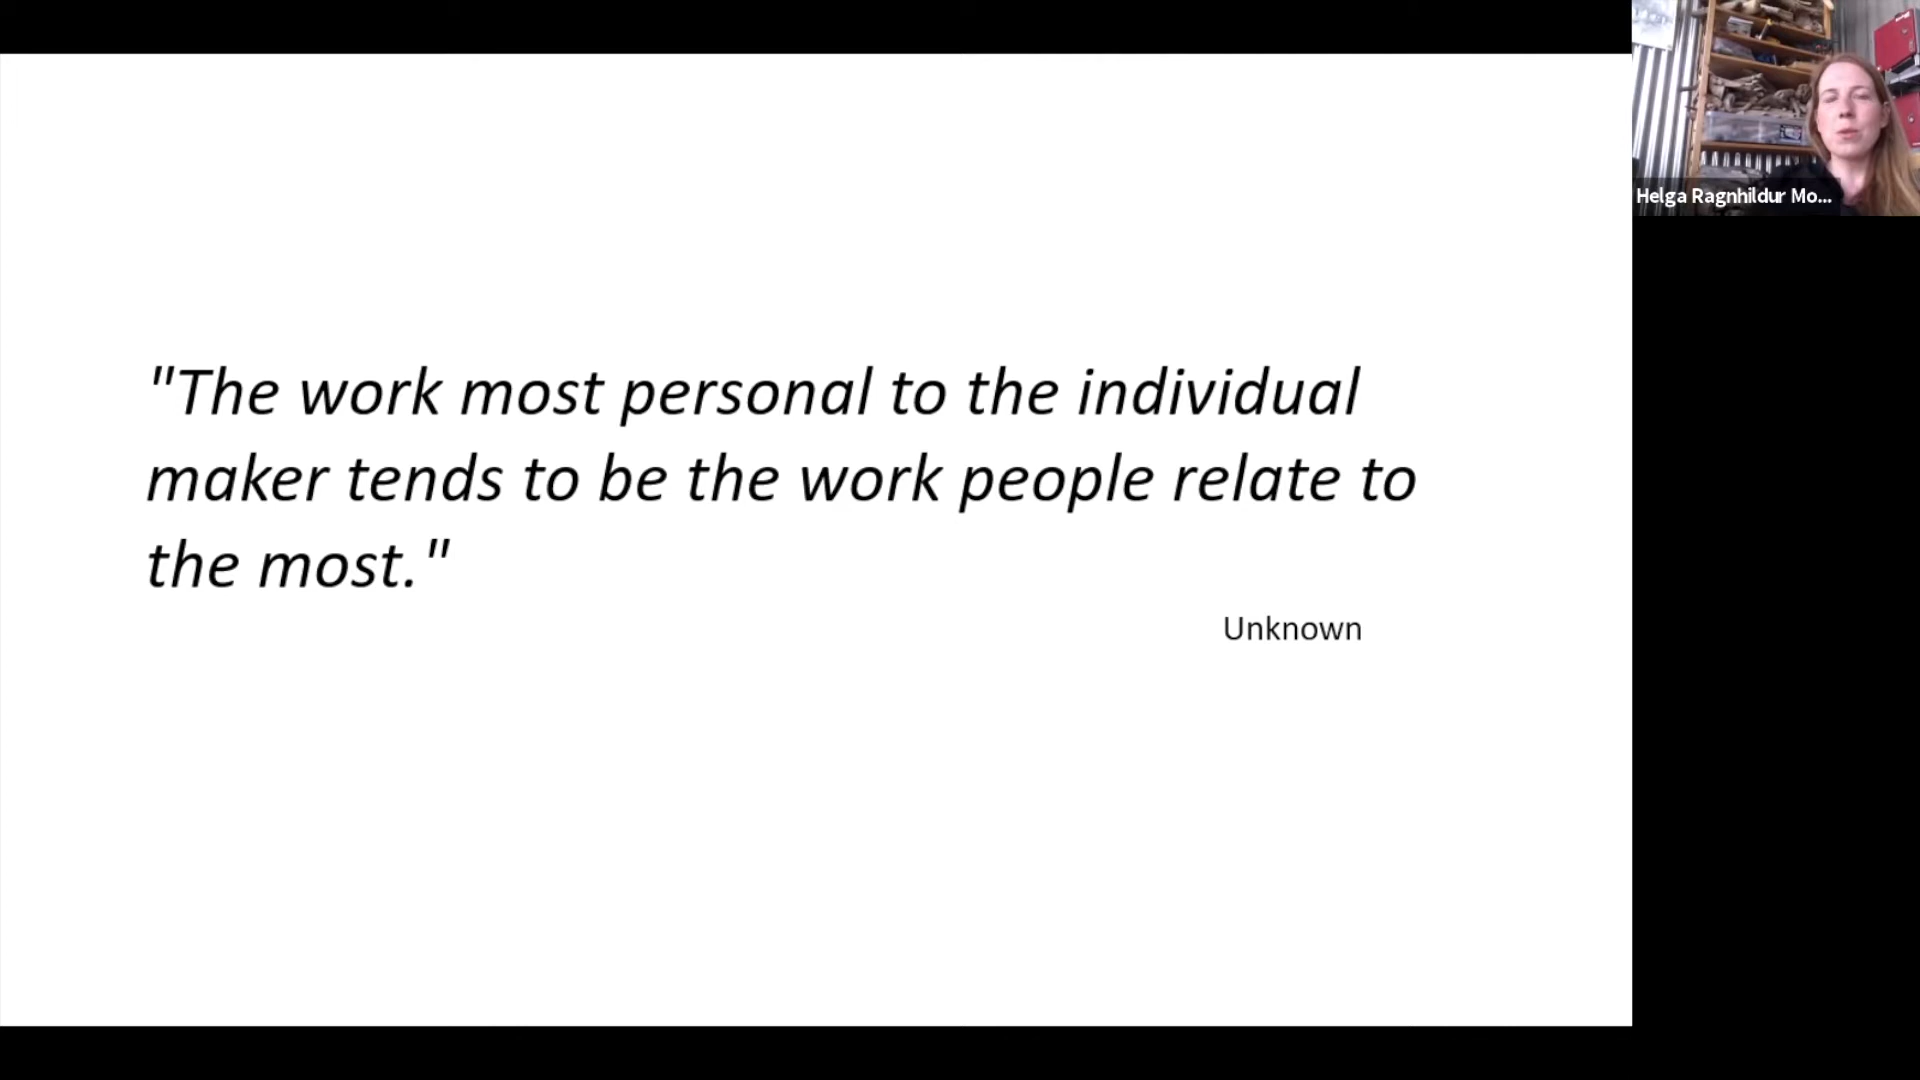 "The work most personal to the individual
maker tends to be the work people relate to
the most."
Unknown
Helga Ragnhildur Mo...